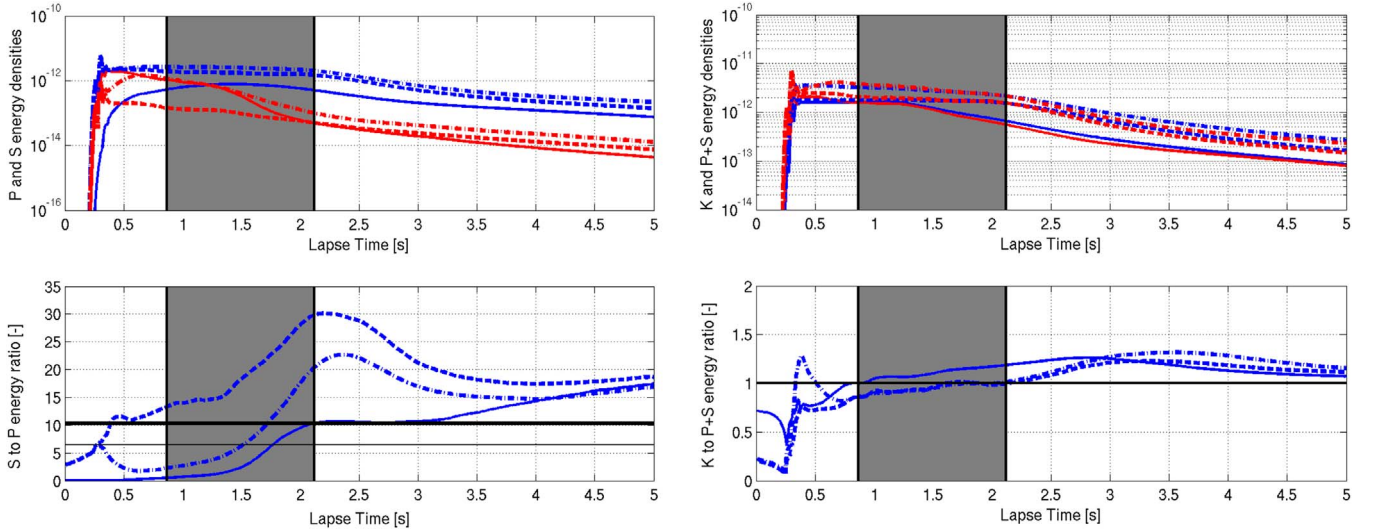 P and S energy densities
10^-10
10^-12
10^-14
10^-16
0 0.5 1 1.5 2 2.5 3 3.5 4 4.5 5
Lapse Time [s]
K and P+S energy densities
10^-10
10^-11
10^-12
10^-13
10^-14
0 0.5 1 1.5 2 2.5 3 3.5 4 4.5 5
Lapse Time [s]
S to P energy ratio [-]
35
30
25
20
15
10
5
0
0 0.5 1 1.5 2 2.5 3 3.5 4 4.5 5
Lapse Time [s]
K to P+S energy ratio [-]
2
1.5
1
0.5
0
0 0.5 1 1.5 2 2.5 3 3.5 4 4.5 5
Lapse Time [s]